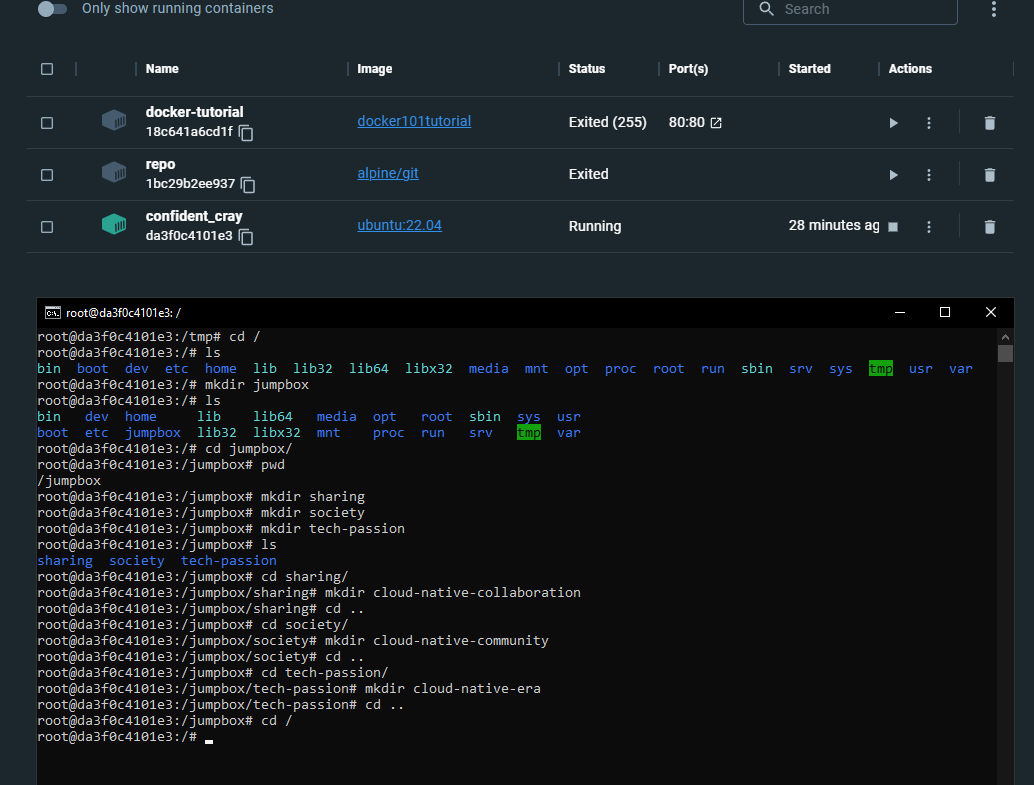 Only show running containers
Search
Name Image Status Port(s) Started Actions
docker-tutorial
18c641a6cd1f docker101tutorial Exited (255) 80:80
repo
1bc29b2ee937 alpine/git Exited
confident_cray
da3f0c4101e3 ubuntu:22.04 Running 28 minutes ag
root@da3f0c4101e3: /
root@da3f0c4101e3:/tmp# cd /
root@da3f0c4101e3:/# ls
bin boot dev etc home lib lib32 lib64 libx32 media mnt opt proc root run sbin srv sys tmp usr var
root@da3f0c4101e3:/# mkdir jumpbox
root@da3f0c4101e3:/# ls
bin dev home lib lib64 media opt root sbin sys usr
boot etc jumpbox lib32 libx32 mnt proc run srv tmp var
root@da3f0c4101e3:/# cd jumpbox/
root@da3f0c4101e3:/jumpbox# pwd
/jumpbox
root@da3f0c4101e3:/jumpbox# mkdir sharing
root@da3f0c4101e3:/jumpbox# mkdir society
root@da3f0c4101e3:/jumpbox# mkdir tech-passion
root@da3f0c4101e3:/jumpbox# ls
sharing society tech-passion
root@da3f0c4101e3:/jumpbox# cd sharing/
root@da3f0c4101e3:/jumpbox/sharing# mkdir cloud-native-collaboration
root@da3f0c4101e3:/jumpbox/sharing# cd ..
root@da3f0c4101e3:/jumpbox# cd society/
root@da3f0c4101e3:/jumpbox/society# mkdir cloud-native-community
root@da3f0c4101e3:/jumpbox/society# cd ..
root@da3f0c4101e3:/jumpbox# cd tech-passion/
root@da3f0c4101e3:/jumpbox/tech-passion# mkdir cloud-native-era
root@da3f0c4101e3:/jumpbox/tech-passion# cd ..
root@da3f0c4101e3:/jumpbox# cd /
root@da3f0c4101e3:/#